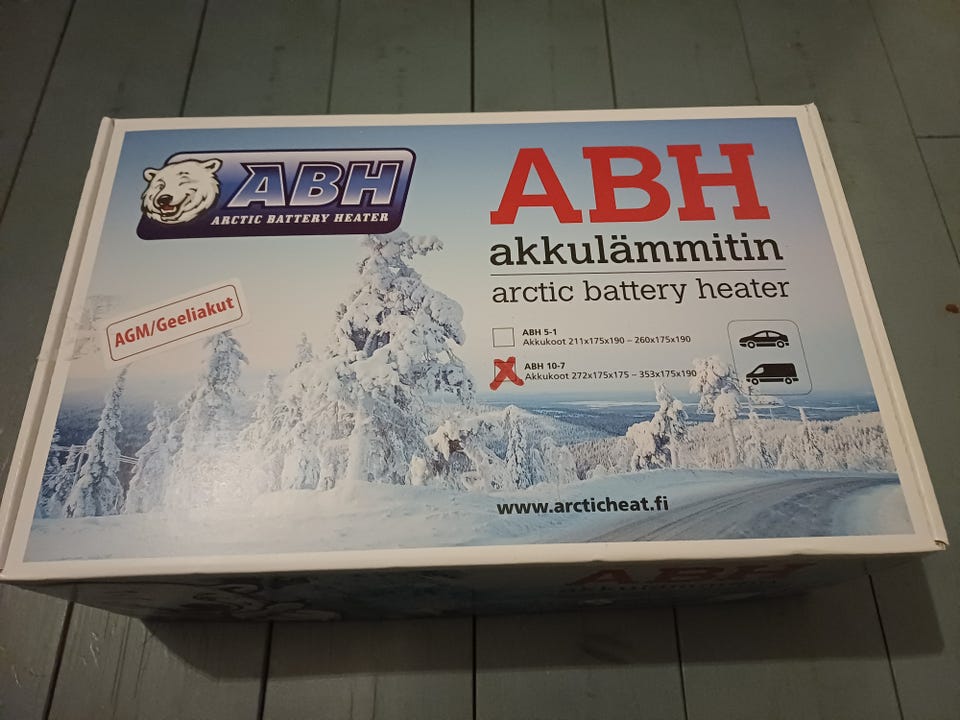 ABH
ARCTIC BATTERY HEATER
ABH
akkulämmitin
arctic battery heater
AGM/Geeliakut
ABH 5-1
Akkukoot 211x175x190 – 260x175x190
ABH 10-7
Akkukoot 272x175x175 – 353x175x190
www.arcticheat.fi
ABH
akkulämmitin